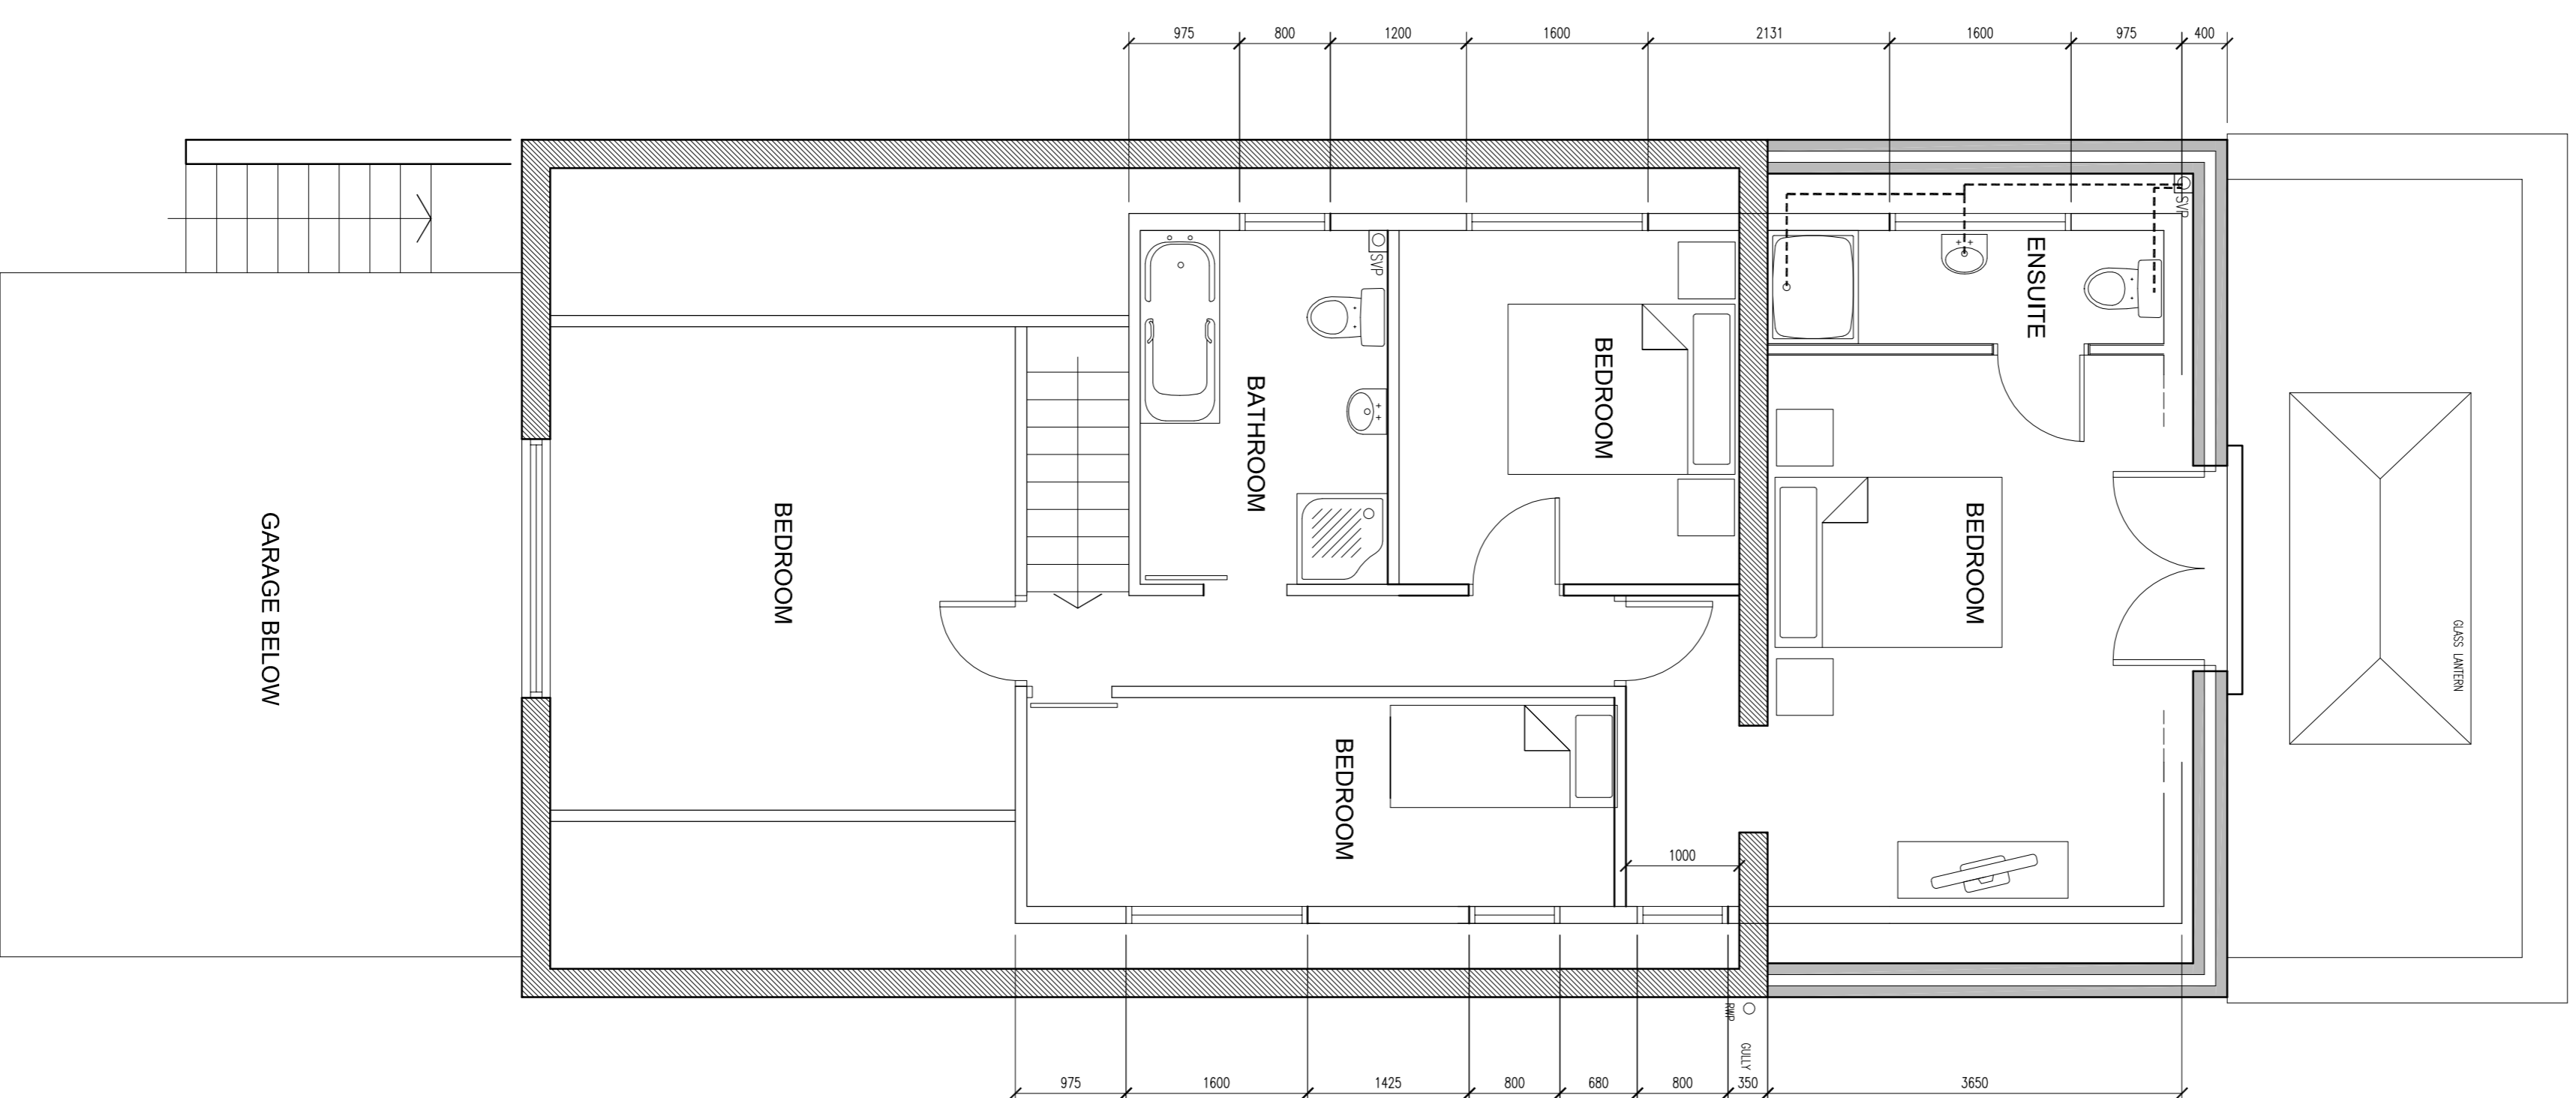 975 800 1200 1600 2131 1600 975 400
SVP
SVP
ENSUITE
BEDROOM
BATHROOM
BEDROOM
BEDROOM
GARAGE BELOW
GLASS LANTERN
BEDROOM
1000
RWP
GULLY
975 1600 1425 800 680 800 350 3650